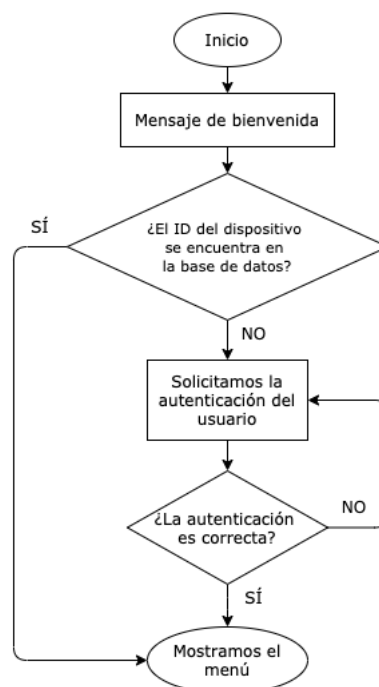 Inicio
Mensaje de bienvenida
¿El ID del dispositivo
se encuentra en
la base de datos?
SÍ
NO
Solicitamos la
autenticación del
usuario
¿La autenticación
es correcta?
NO
SÍ
Mostramos el
menú